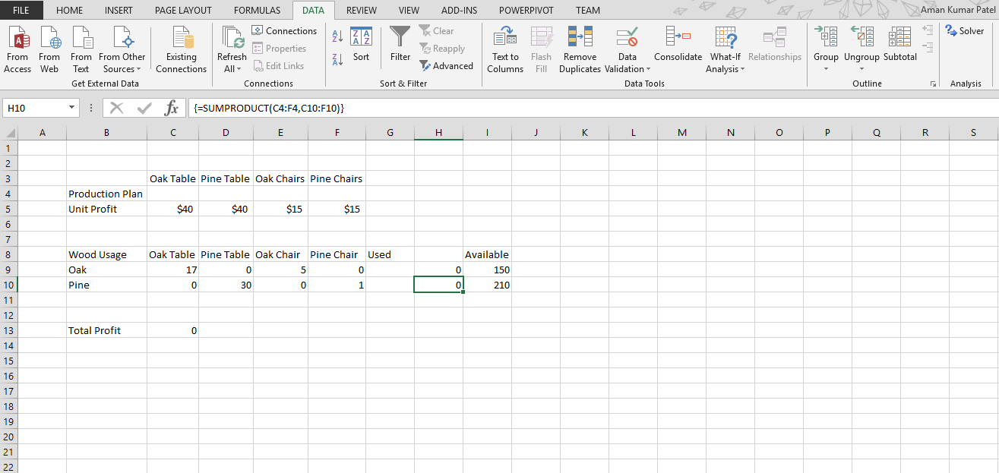 FILE HOME INSERT PAGE LAYOUT FORMULAS DATA REVIEW VIEW ADD-INS POWERPIVOT TEAM Aman Kumar Patel
From Access
From Web
From Text
From Other Sources
Existing Connections
Get External Data
Refresh All
Connections
Properties
Edit Links
Connections
Sort
Filter
Clear
Reapply
Advanced
Sort & Filter
Text to Columns
Flash Fill
Remove Duplicates
Data Validation
Consolidate
What-If Analysis
Relationships
Data Tools
Group
Ungroup
Subtotal
Outline
Solver
Analysis
H10 fx {=SUMPRODUCT(C4:F4,C10:F10)}
A B C D E F G H I J K L M N O P Q R S
1
2
3 Oak Table Pine Table Oak Chairs Pine Chairs
4 Production Plan
5 Unit Profit $40 $40 $15 $15
6
7
8 Wood Usage Oak Table Pine Table Oak Chair Pine Chair Used Available
9 Oak 17 0 5 0 0 150
10 Pine 0 30 0 1 0 210
11
12
13 Total Profit 0
14
15
16
17
18
19
20
21
22